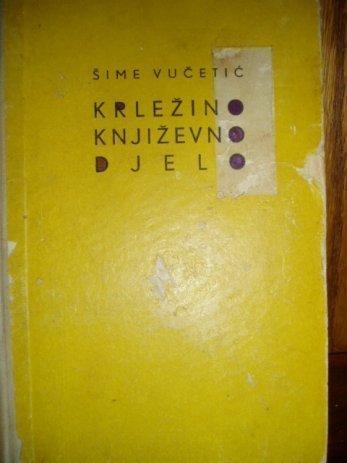 ŠIME VUČETIĆ
KRLEŽINO
KNJIŽEVNO
DJELO